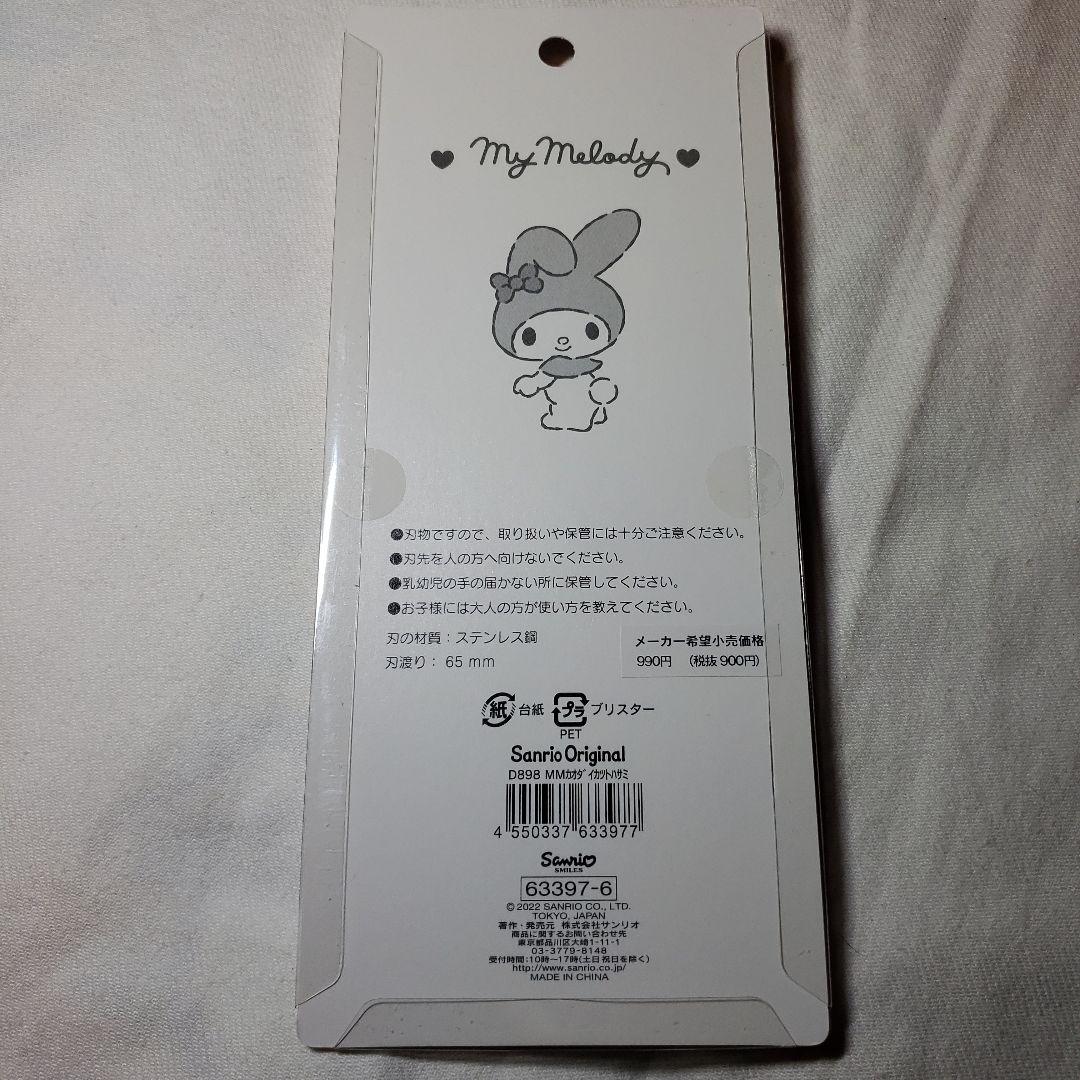 ♥ My Melody ♥
●刃物ですので、取り扱いや保管には十分ご注意ください。
●刃先を人の方へ向けないでください。
●乳幼児の手の届かない所に保管してください。
●お子様には大人の方が使い方を教えてください。
刃の材質：ステンレス鋼
刃渡り： 65 mm
メーカー希望小売価格
990円 （税抜 900円）
紙 台紙 プラ ブリスター
PET
Sanrio Original
D898 MMｶｵﾀﾞｲｶｯﾄﾊｻﾐ
4 550337 633977
Sanrio
SMILES
63397-6
© 2022 SANRIO CO., LTD.
TOKYO, JAPAN
著作・発売元 株式会社サンリオ
商品に関するお問い合わせ先
東京都品川区大崎1-11-1
03-3779-8148
受付時間：10時～17時(土日祝日を除く)
http://www.sanrio.co.jp/
MADE IN CHINA